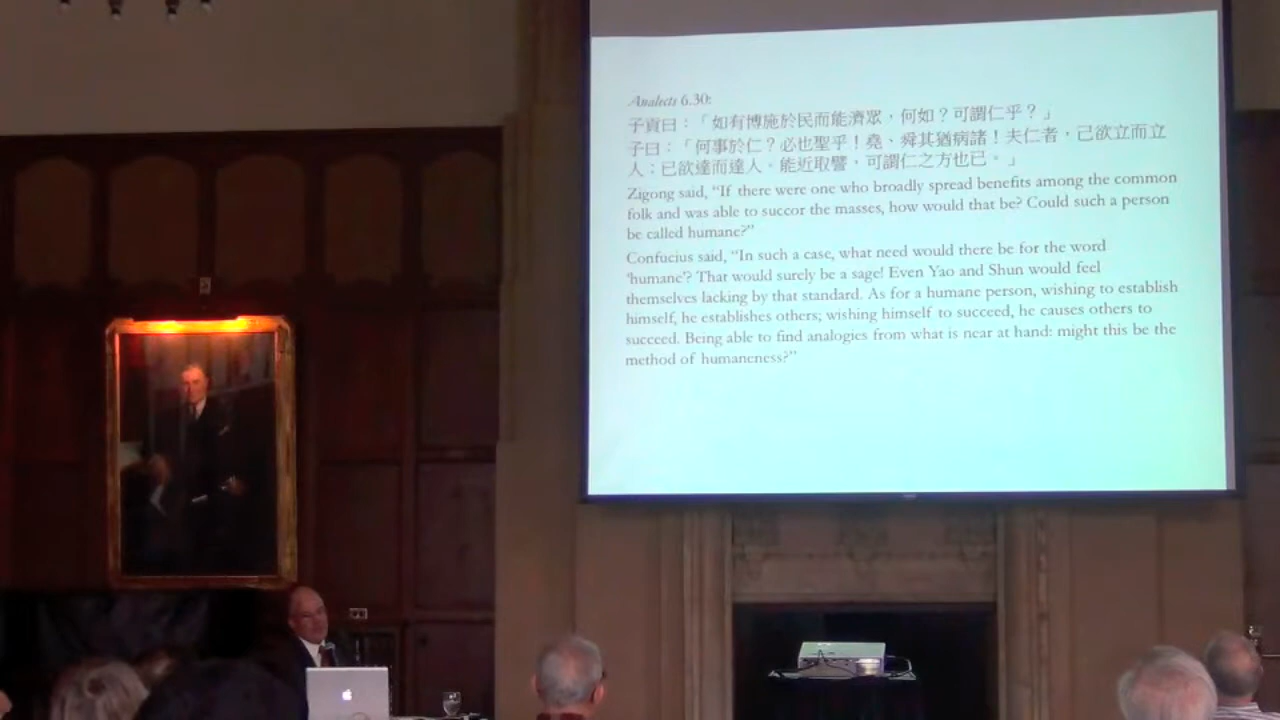 Analects 6.30:
子貢曰：「如有博施於民而能濟眾，何如？可謂仁乎？」
子曰：「何事於仁？必也聖乎！堯、舜其猶病諸！夫仁者，己欲立而立
人；已欲達而達人。能近取譬，可謂仁之方也已。」
Zigong said, “If there were one who broadly spread benefits among the common
folk and was able to succor the masses, how would that be? Could such a person
be called humane?”
Confucius said, “In such a case, what need would there be for the word
‘humane’? That would surely be a sage! Even Yao and Shun would feel
themselves lacking by that standard. As for a humane person, wishing to establish
himself, he establishes others; wishing himself to succeed, he causes others to
succeed. Being able to find analogies from what is near at hand: might this be the
method of humaneness?”